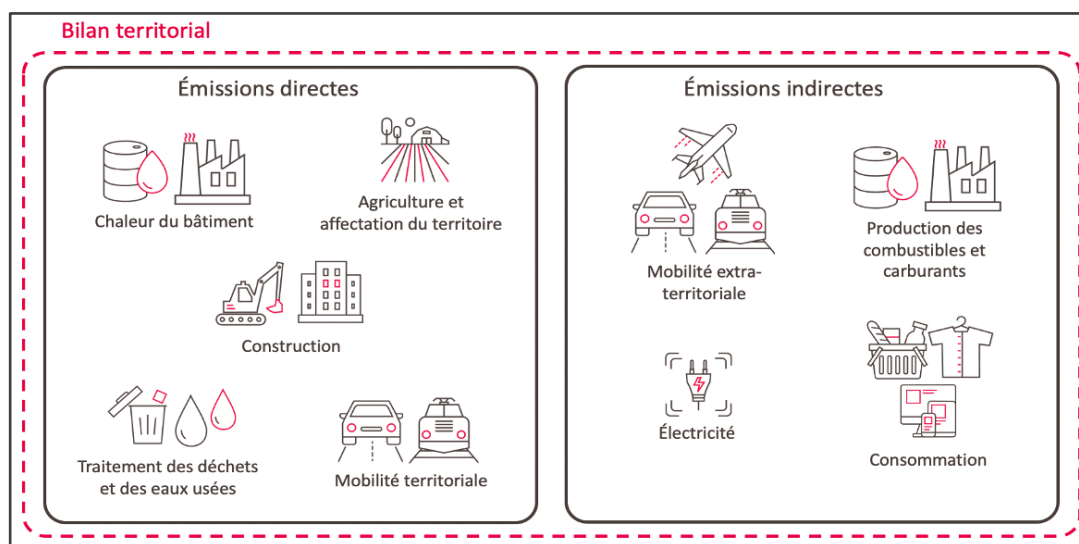 Bilan territorial
Émissions directes
Chaleur du bâtiment
Agriculture et
affectation du territoire
Construction
Traitement des déchets
et des eaux usées
Mobilité territoriale
Émissions indirectes
Mobilité extra-
territoriale
Production des
combustibles et
carburants
Électricité
Consommation